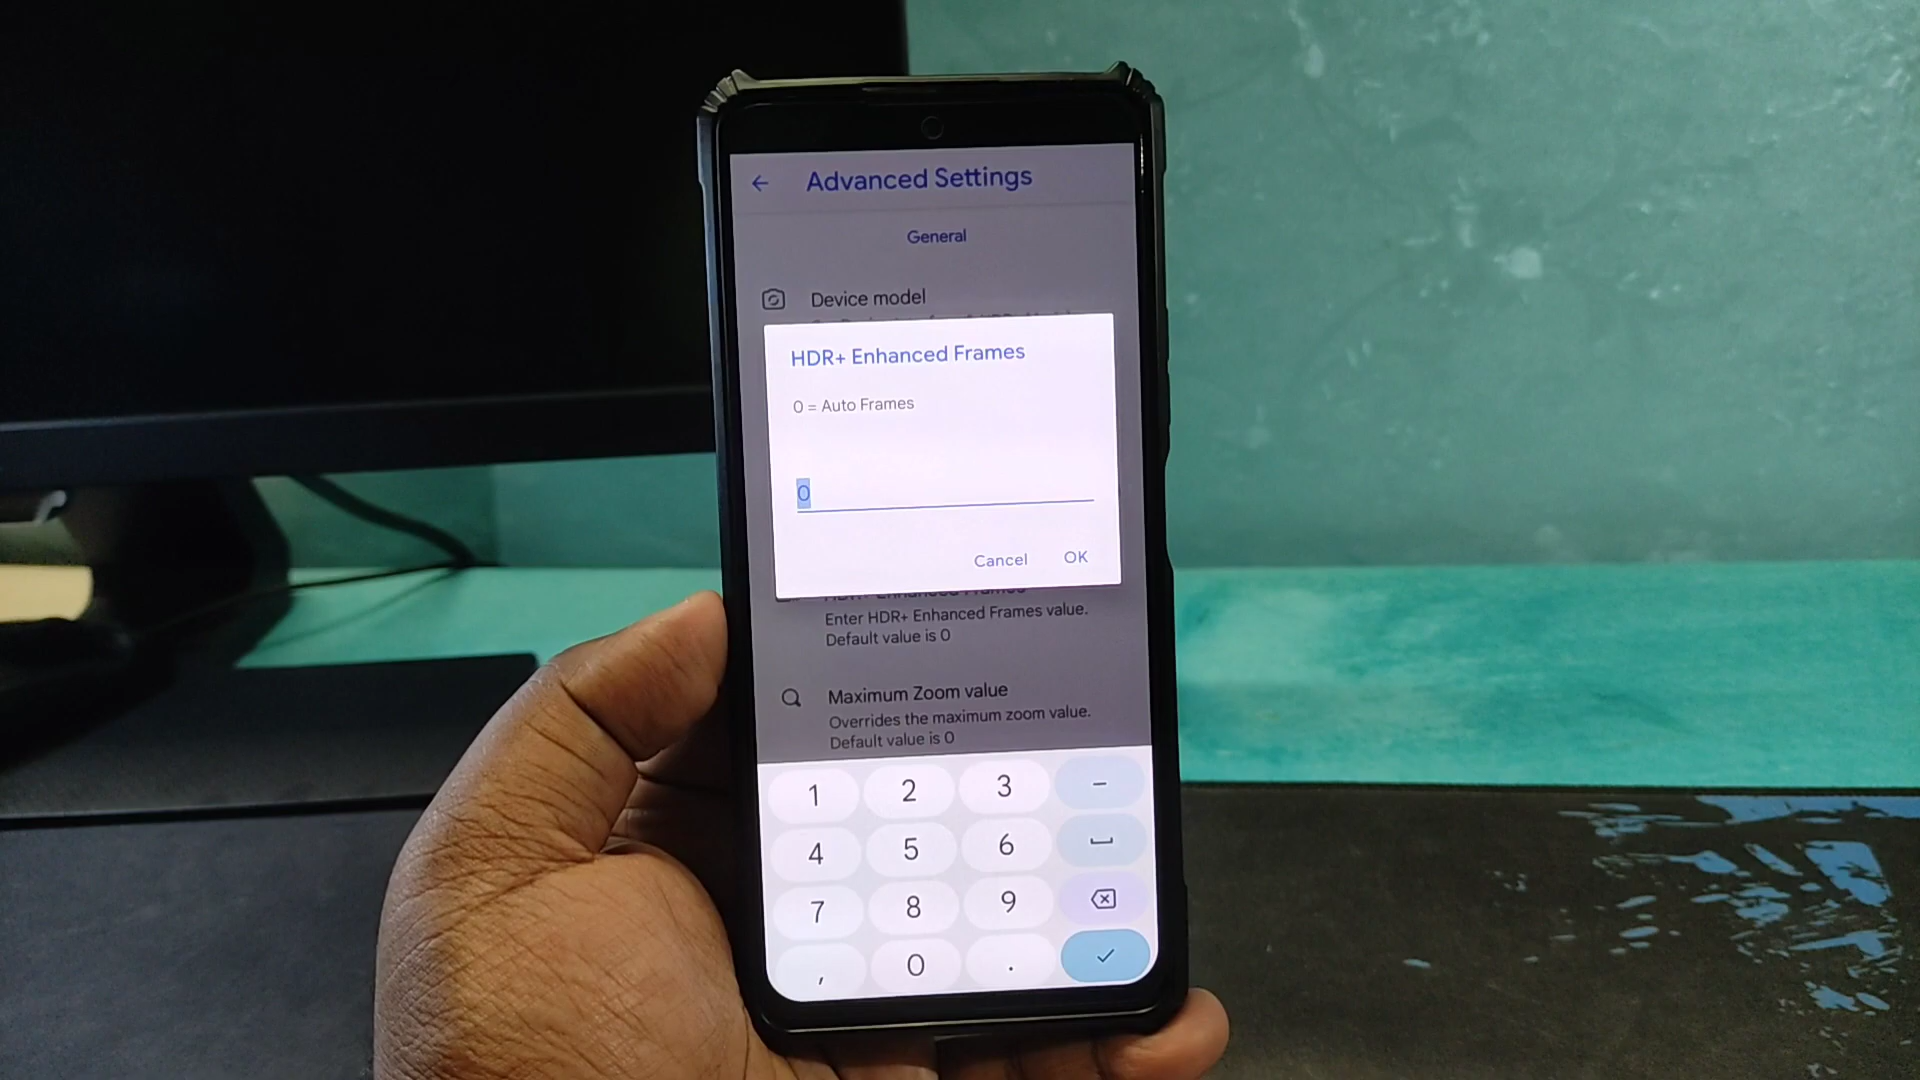 Advanced Settings
General
Device model
HDR+ Enhanced Frames
0 = Auto Frames
0
Cancel OK
HDR+ Enhanced Frames
Enter HDR+ Enhanced Frames value.
Default value is 0
Maximum Zoom value
Overrides the maximum zoom value.
Default value is 0
1 2 3 –
4 5 6
7 8 9
, 0 .